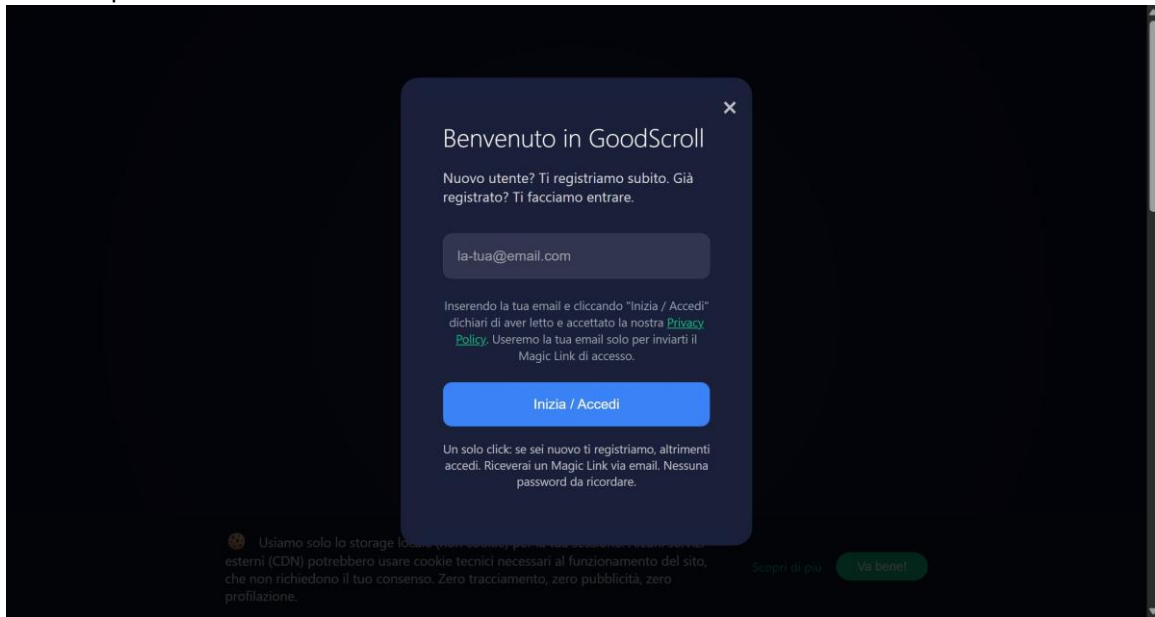 ×
Benvenuto in GoodScroll
Nuovo utente? Ti registriamo subito. Già
registrato? Ti facciamo entrare.
la-tua@email.com
Inserendo la tua email e cliccando "Inizia / Accedi"
dichiari di aver letto e accettato la nostra Privacy
Policy. Useremo la tua email solo per inviarti il
Magic Link di accesso.
Inizia / Accedi
Un solo click: se sei nuovo ti registriamo, altrimenti
accedi. Riceverai un Magic Link via email. Nessuna
password da ricordare.
Usiamo solo lo storage
esterni (CDN) potrebbero usare cookie tecnici necessari al funzionamento del sito,
che non richiedono il tuo consenso. Zero tracciamento, zero pubblicità, zero
profilazione.
Scopri di più
Va bene!